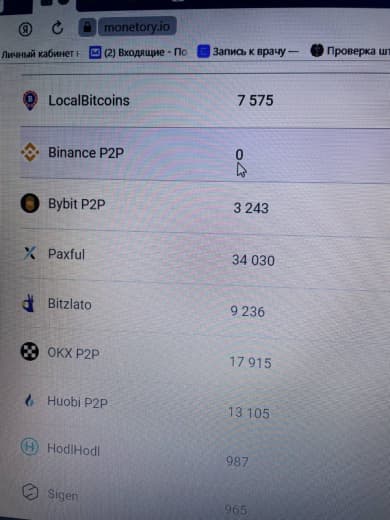 monetory.io
Личный кабинет
(2) Входящие - По
Запись к врачу —
Проверка шт
LocalBitcoins 7 575
Binance P2P 0
Bybit P2P 3 243
Paxful 34 030
Bitzlato 9 236
OKX P2P 17 915
Huobi P2P 13 105
HodlHodl 987
Sigen 965